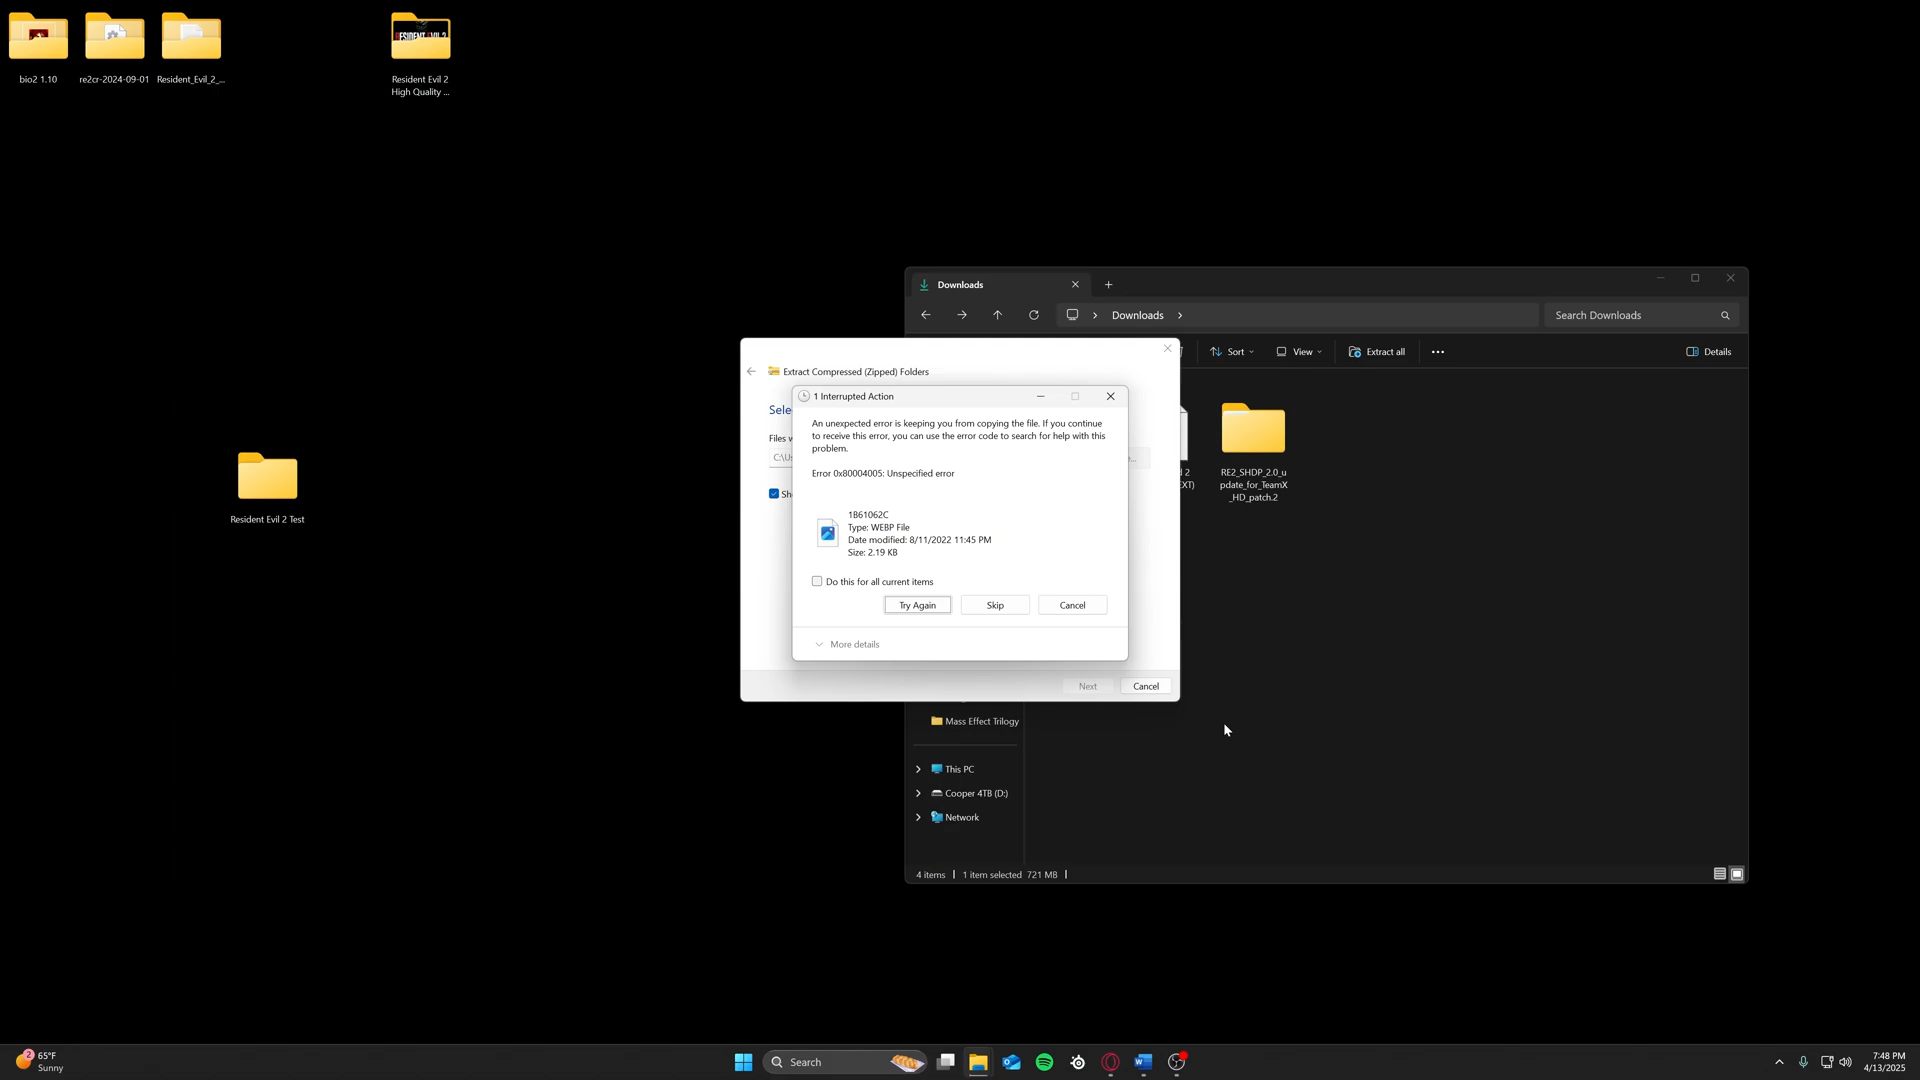 bio2 1.10
re2cr-2024-09-01
Resident_Evil_2_...
RESIDENT EVIL 2
Resident Evil 2
High Quality ...
Resident Evil 2 Test
Downloads
Downloads
Search Downloads
Sort
View
Extract all
Details
Extract Compressed (Zipped) Folders
Sele
Files w
C:\Us
e...
Sh
1 Interrupted Action
An unexpected error is keeping you from copying the file. If you continue
to receive this error, you can use the error code to search for help with this
problem.
Error 0x80004005: Unspecified error
1B61062C
Type: WEBP File
Date modified: 8/11/2022 11:45 PM
Size: 2.19 KB
Do this for all current items
Try Again
Skip
Cancel
More details
Next
Cancel
l 2
EXT)
RE2_SHDP_2.0_u
pdate_for_TeamX
_HD_patch.2
Mass Effect Trilogy
This PC
Cooper 4TB (D:)
Network
4 items
1 item selected 721 MB
2
65°F
Sunny
Search
7:48 PM
4/13/2025